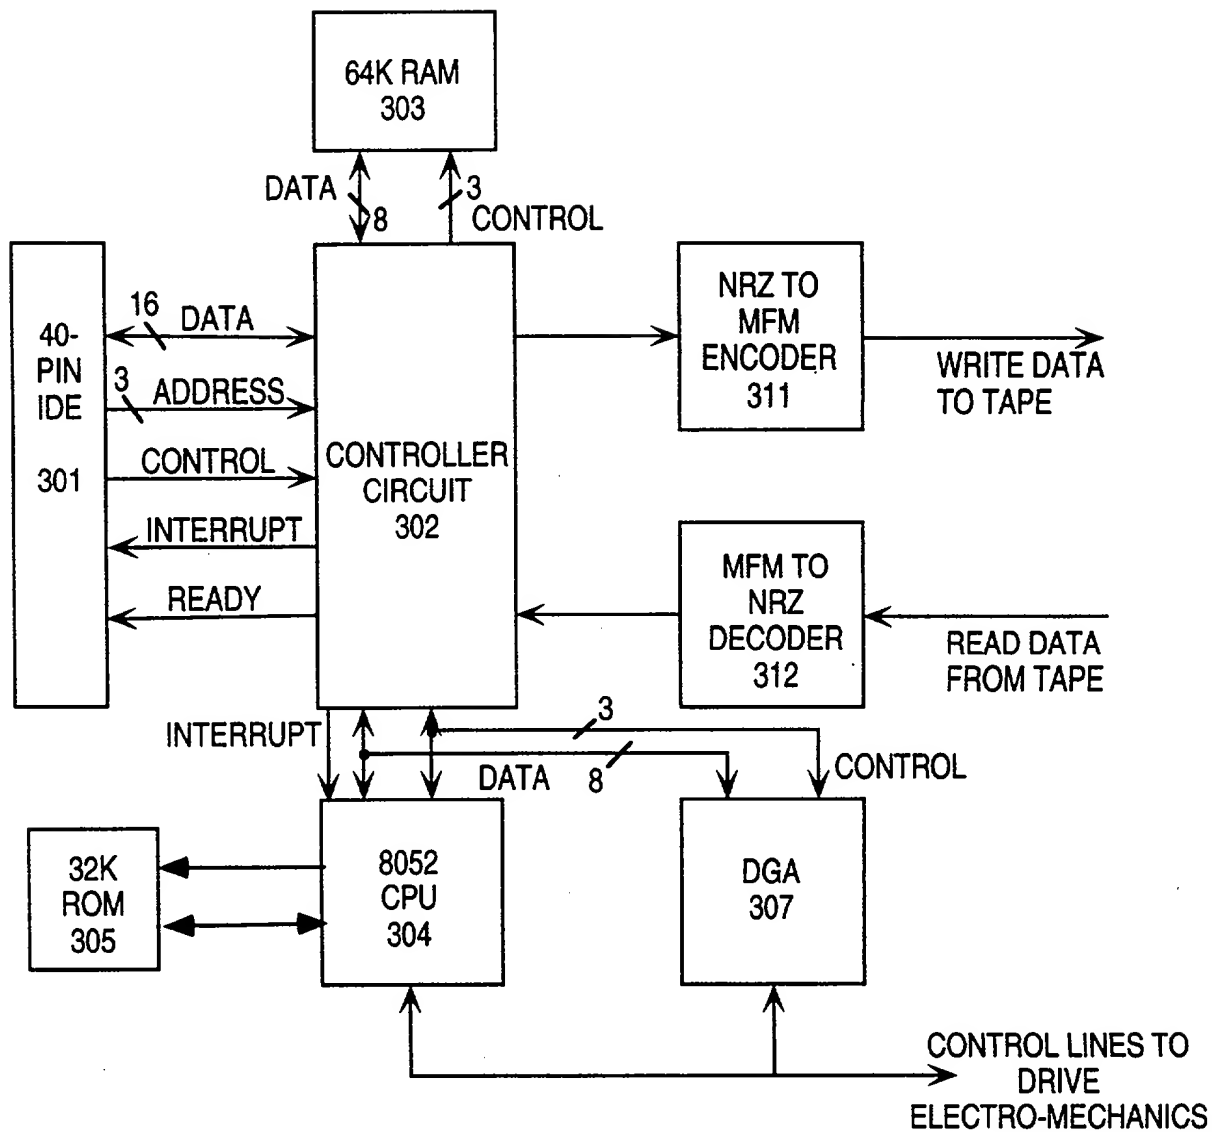 64K RAM
303
DATA
8
3
CONTROL
40-
PIN
IDE
301
16
DATA
3
ADDRESS
CONTROL
INTERRUPT
READY
CONTROLLER
CIRCUIT
302
NRZ TO
MFM
ENCODER
311
WRITE DATA
TO TAPE
MFM TO
NRZ
DECODER
312
READ DATA
FROM TAPE
INTERRUPT
3
DATA
8
CONTROL
32K
ROM
305
8052
CPU
304
DGA
307
CONTROL LINES TO
DRIVE
ELECTRO-MECHANICS